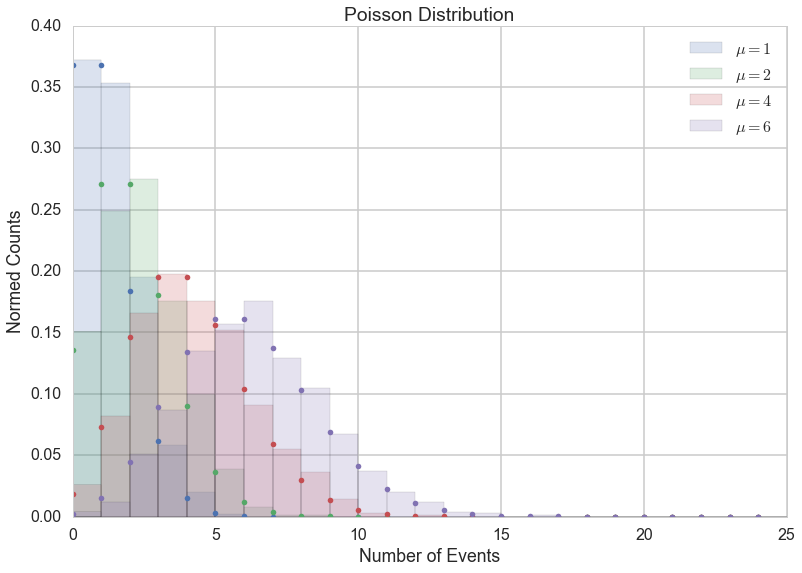 Poisson Distribution
0.40
0.35
0.30
0.25
0.20
0.15
0.10
0.05
0.00
Normed Counts
μ = 1
μ = 2
μ = 4
μ = 6
0 5 10 15 20 25
Number of Events